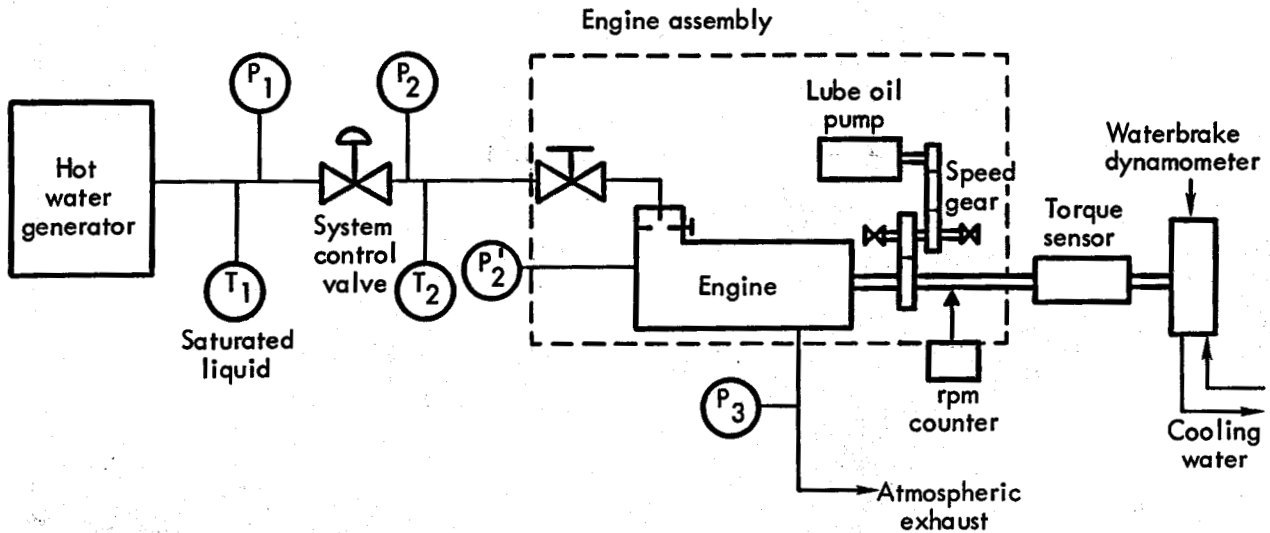 Engine assembly
P1
P2
Lube oil
pump
Waterbrake
dynamometer
Hot
water
generator
Speed
gear
System
control
valve
Torque
sensor
T1
T2
P2'
Engine
Saturated
liquid
P3
rpm
counter
Cooling
water
Atmospheric
exhaust